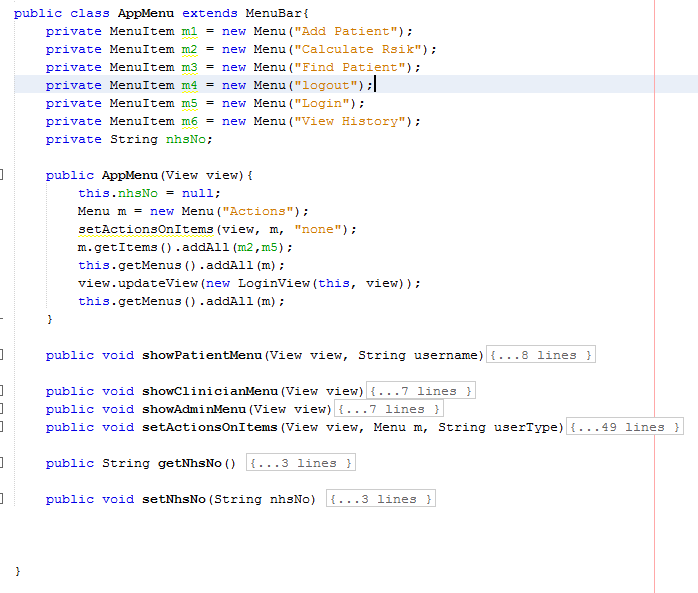 public class AppMenu extends MenuBar{
    private MenuItem m1 = new Menu("Add Patient");
    private MenuItem m2 = new Menu("Calculate Rsik");
    private MenuItem m3 = new Menu("Find Patient");
    private MenuItem m4 = new Menu("logout");
    private MenuItem m5 = new Menu("Login");
    private MenuItem m6 = new Menu("View History");
    private String nhsNo;
    public AppMenu(View view){
        this.nhsNo = null;
        Menu m = new Menu("Actions");
        setActionsOnItems(view, m, "none");
        m.getItems().addAll(m2,m5);
        this.getMenus().addAll(m);
        view.updateView(new LoginView(this, view));
        this.getMenus().addAll(m);
    }
    public void showPatientMenu(View view, String username){...8 lines }
    public void showClinicianMenu(View view){...7 lines }
    public void showAdminMenu(View view){...7 lines }
    public void setActionsOnItems(View view, Menu m, String userType){...49 lines }
    public String getNhsNo() {...3 lines }
    public void setNhsNo(String nhsNo) {...3 lines }
}